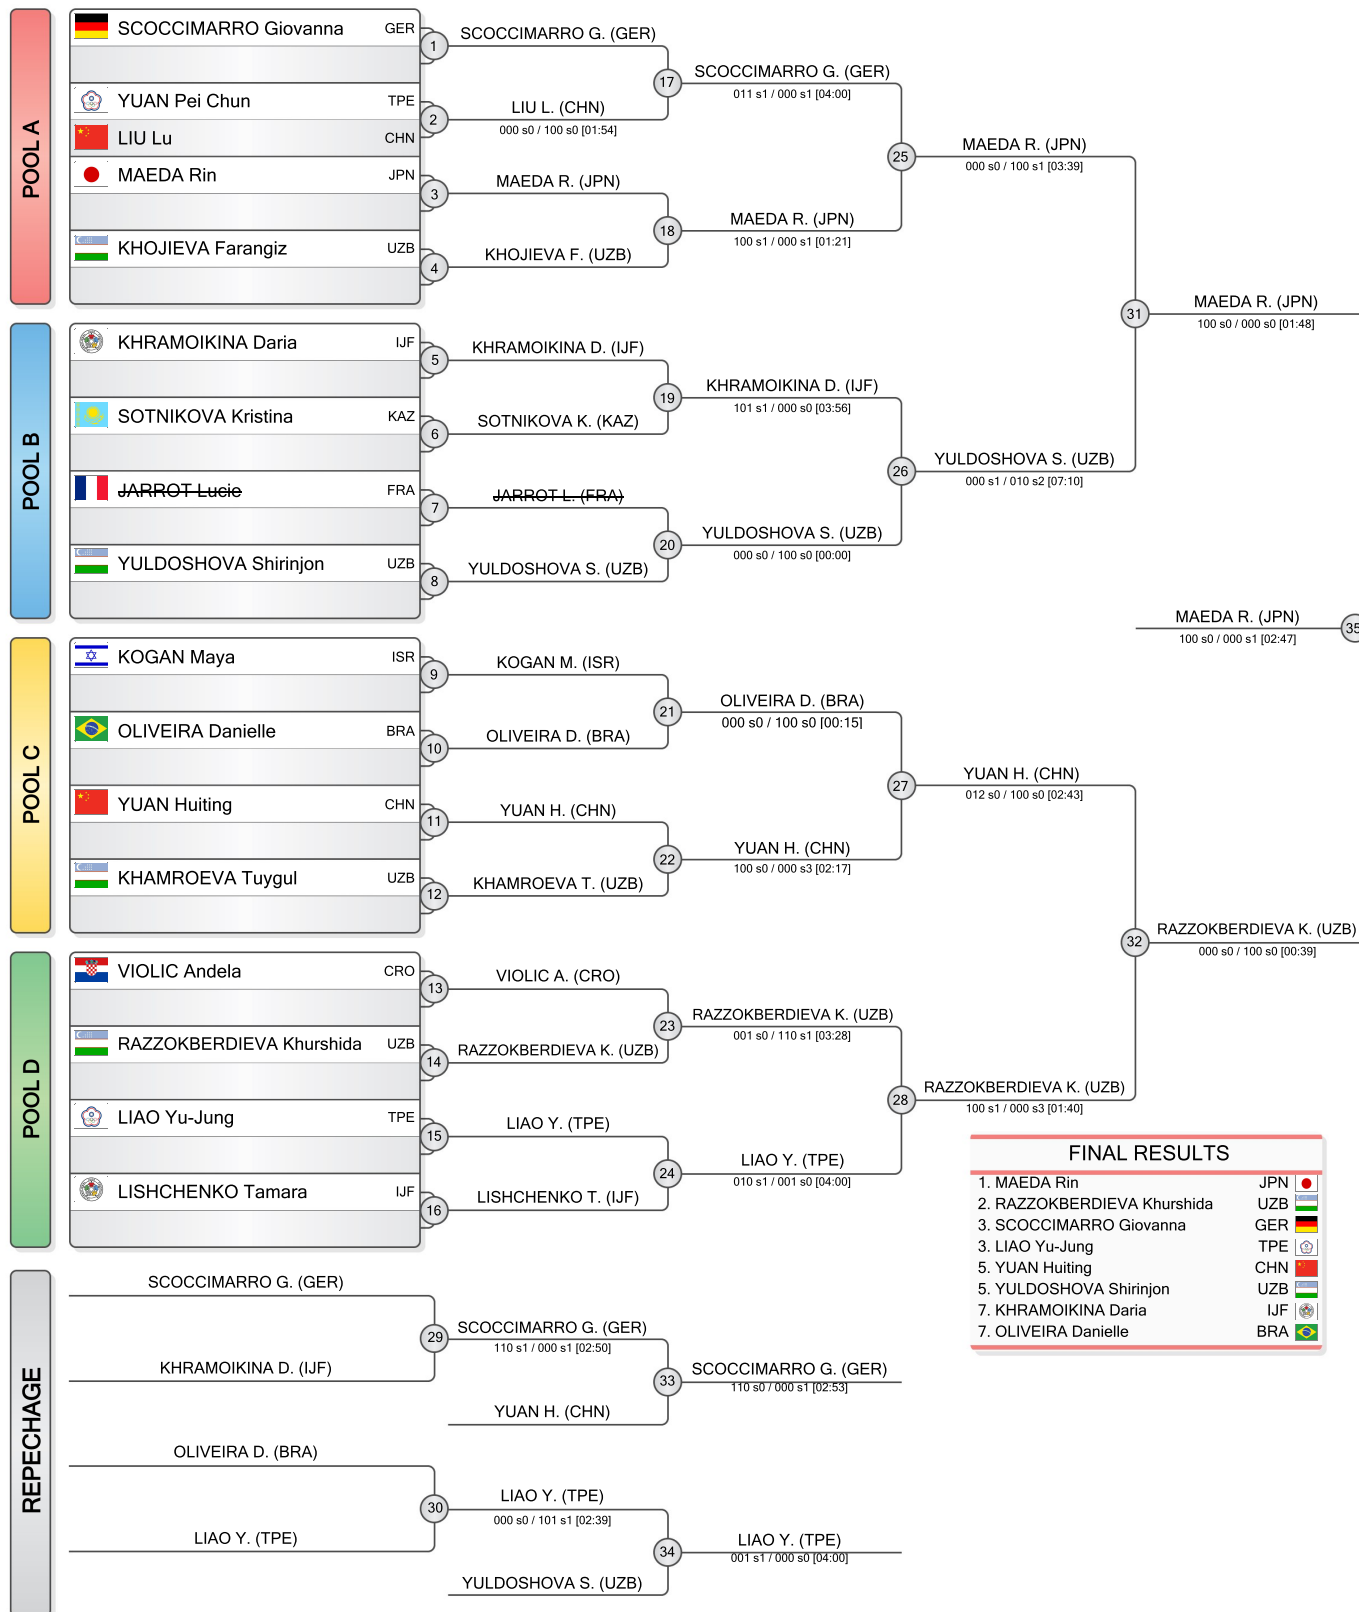 POOL A
SCOCCIMARRO Giovanna GER
YUAN Pei Chun TPE
LIU Lu CHN
MAEDA Rin JPN
KHOJIEVA Farangiz UZB
1
2
3
4
SCOCCIMARRO G. (GER)
LIU L. (CHN)
000 s0 / 100 s0 [01:54]
MAEDA R. (JPN)
KHOJIEVA F. (UZB)
17
18
SCOCCIMARRO G. (GER)
011 s1 / 000 s1 [04:00]
MAEDA R. (JPN)
100 s1 / 000 s1 [01:21]
25
MAEDA R. (JPN)
000 s0 / 100 s1 [03:39]
POOL B
KHRAMOIKINA Daria IJF
SOTNIKOVA Kristina KAZ
JARROT Lucie FRA
YULDOSHOVA Shirinjon UZB
5
6
7
8
KHRAMOIKINA D. (IJF)
SOTNIKOVA K. (KAZ)
JARROT L. (FRA)
YULDOSHOVA S. (UZB)
19
20
KHRAMOIKINA D. (IJF)
101 s1 / 000 s0 [03:56]
YULDOSHOVA S. (UZB)
000 s0 / 100 s0 [00:00]
26
YULDOSHOVA S. (UZB)
000 s1 / 010 s2 [07:10]
31
MAEDA R. (JPN)
100 s0 / 000 s0 [01:48]
MAEDA R. (JPN)
100 s0 / 000 s1 [02:47]
35
POOL C
KOGAN Maya ISR
OLIVEIRA Danielle BRA
YUAN Huiting CHN
KHAMROEVA Tuygul UZB
9
10
11
12
KOGAN M. (ISR)
OLIVEIRA D. (BRA)
YUAN H. (CHN)
KHAMROEVA T. (UZB)
21
22
OLIVEIRA D. (BRA)
000 s0 / 100 s0 [00:15]
YUAN H. (CHN)
100 s0 / 000 s3 [02:17]
27
YUAN H. (CHN)
012 s0 / 100 s0 [02:43]
POOL D
VIOLIC Andela CRO
RAZZOKBERDIEVA Khurshida UZB
LIAO Yu-Jung TPE
LISHCHENKO Tamara IJF
13
14
15
16
VIOLIC A. (CRO)
RAZZOKBERDIEVA K. (UZB)
LIAO Y. (TPE)
LISHCHENKO T. (IJF)
23
24
RAZZOKBERDIEVA K. (UZB)
001 s0 / 110 s1 [03:28]
LIAO Y. (TPE)
010 s1 / 001 s0 [04:00]
28
RAZZOKBERDIEVA K. (UZB)
100 s1 / 000 s3 [01:40]
32
RAZZOKBERDIEVA K. (UZB)
000 s0 / 100 s0 [00:39]
FINAL RESULTS
1. MAEDA Rin JPN
2. RAZZOKBERDIEVA Khurshida UZB
3. SCOCCIMARRO Giovanna GER
3. LIAO Yu-Jung TPE
5. YUAN Huiting CHN
5. YULDOSHOVA Shirinjon UZB
7. KHRAMOIKINA Daria IJF
7. OLIVEIRA Danielle BRA
REPECHAGE
SCOCCIMARRO G. (GER)
KHRAMOIKINA D. (IJF)
29
SCOCCIMARRO G. (GER)
110 s1 / 000 s1 [02:50]
YUAN H. (CHN)
33
SCOCCIMARRO G. (GER)
110 s0 / 000 s1 [02:53]
OLIVEIRA D. (BRA)
LIAO Y. (TPE)
30
LIAO Y. (TPE)
000 s0 / 101 s1 [02:39]
YULDOSHOVA S. (UZB)
34
LIAO Y. (TPE)
001 s1 / 000 s0 [04:00]